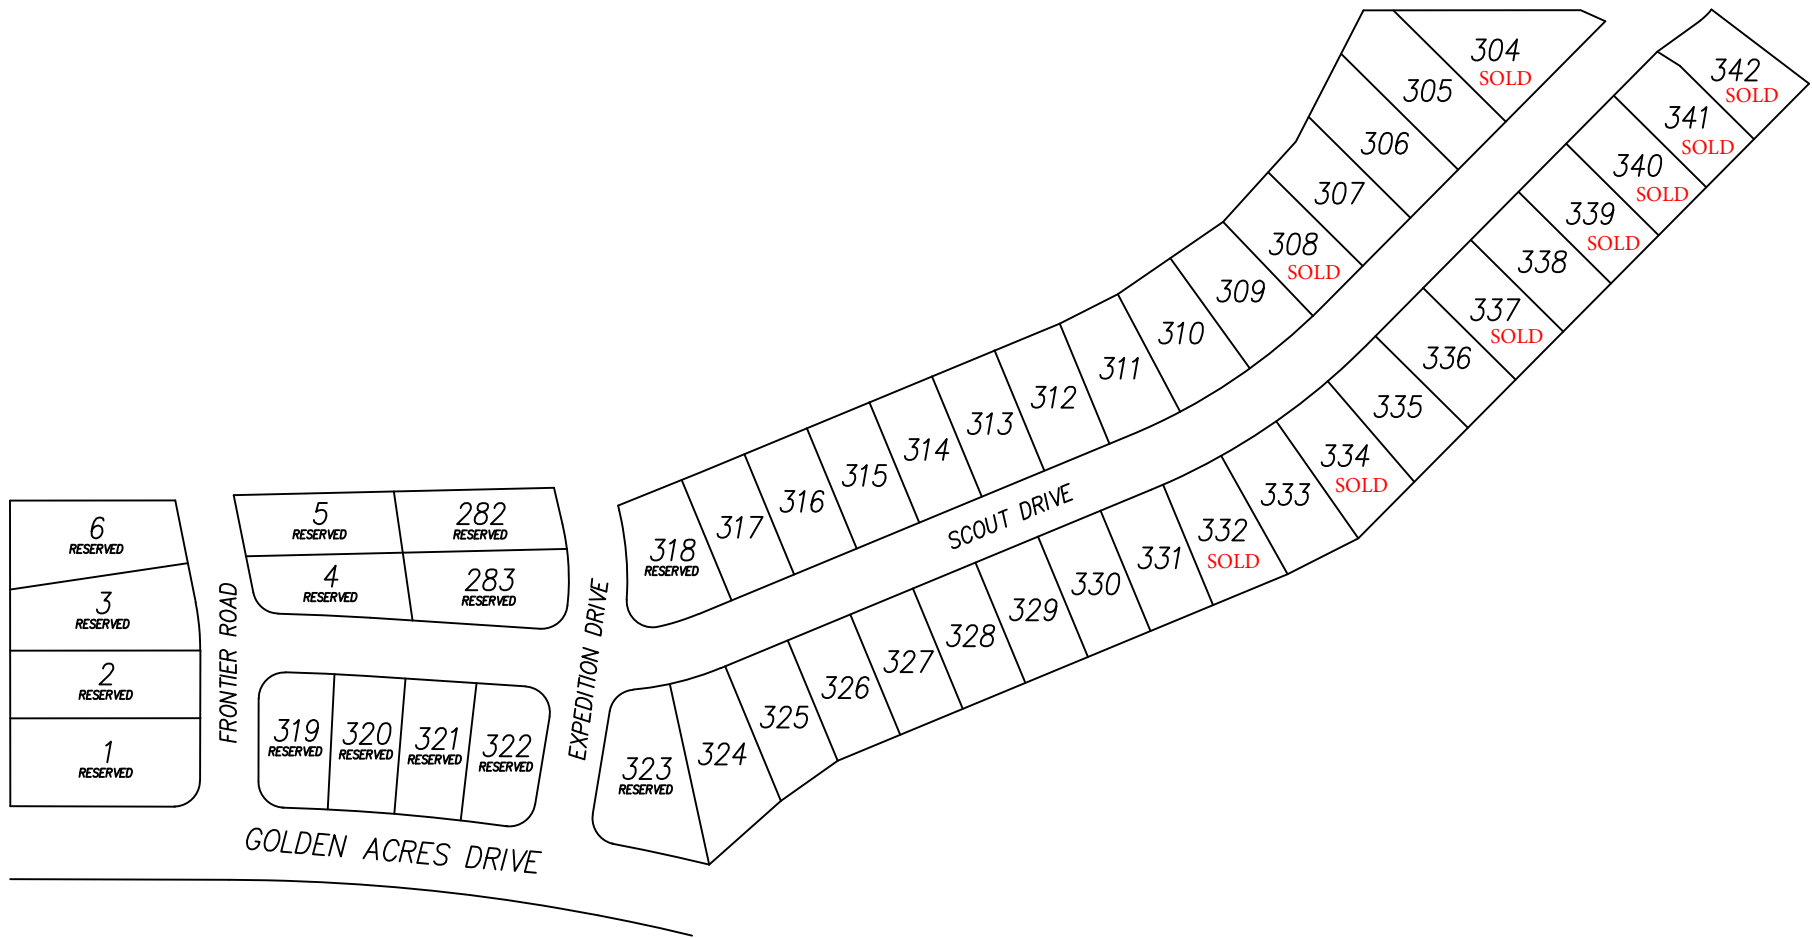 304
SOLD
305
306
307
308
SOLD
309
310
311
312
313
314
315
316
317
318
RESERVED
342
SOLD
341
SOLD
340
SOLD
339
SOLD
338
337
SOLD
336
335
334
SOLD
333
332
SOLD
331
330
329
328
327
326
325
324
323
RESERVED
SCOUT DRIVE
EXPEDITION DRIVE
5
RESERVED
282
RESERVED
4
RESERVED
283
RESERVED
6
RESERVED
3
RESERVED
2
RESERVED
1
RESERVED
FRONTIER ROAD
319
RESERVED
320
RESERVED
321
RESERVED
322
RESERVED
GOLDEN ACRES DRIVE